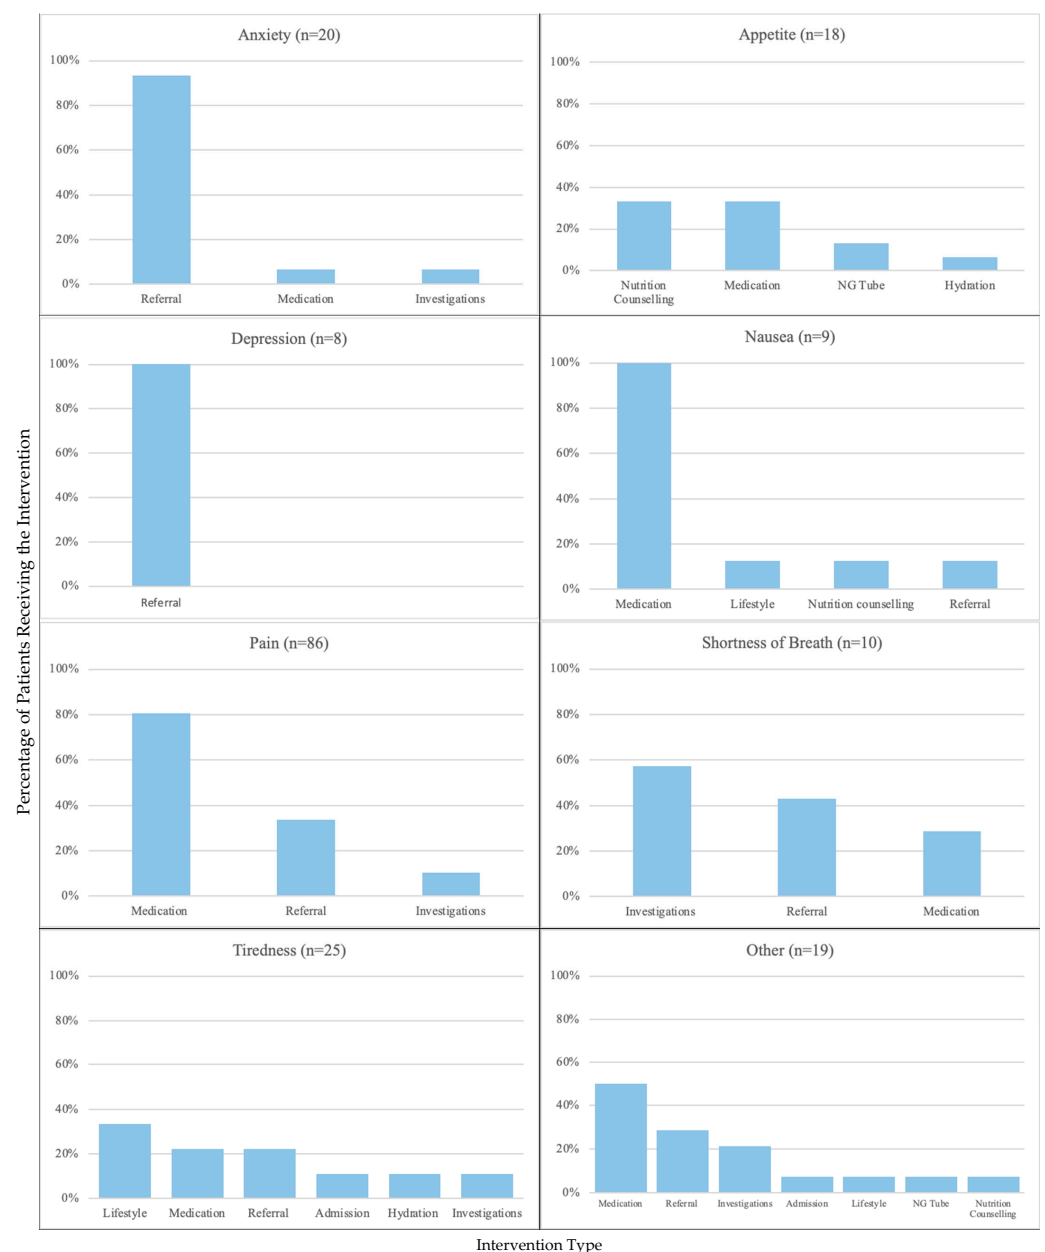 Percentage of Patients Receiving the Intervention
Anxiety (n=20)
100%
80%
60%
40%
20%
0%
Referral Medication Investigations
Appetite (n=18)
100%
80%
60%
40%
20%
0%
Nutrition Counselling Medication NG Tube Hydration
Depression (n=8)
100%
80%
60%
40%
20%
0%
Referral
Nausea (n=9)
100%
80%
60%
40%
20%
0%
Medication Lifestyle Nutrition counselling Referral
Pain (n=86)
100%
80%
60%
40%
20%
0%
Medication Referral Investigations
Shortness of Breath (n=10)
100%
80%
60%
40%
20%
0%
Investigations Referral Medication
Tiredness (n=25)
100%
80%
60%
40%
20%
0%
Lifestyle Medication Referral Admission Hydration Investigations
Other (n=19)
100%
80%
60%
40%
20%
0%
Medication Referral Investigations Admission Lifestyle NG Tube Nutrition Counselling
Intervention Type